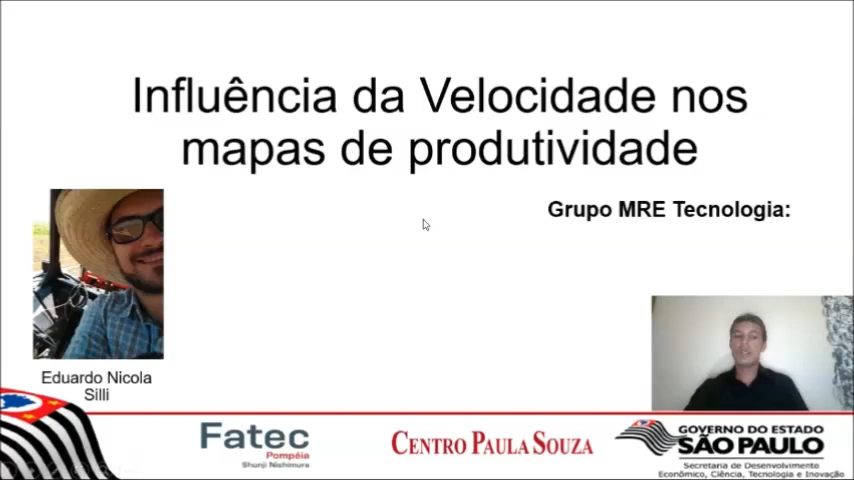 Influência da Velocidade nos
mapas de produtividade
Grupo MRE Tecnologia:
Eduardo Nicola
Silli
Fatec
Pompéia
Shunji Nishimura
CENTRO PAULA SOUZA
GOVERNO DO ESTADO
SÃO PAULO
Secretaria de Desenvolvimento
Econômico, Ciência, Tecnologia e Inovação